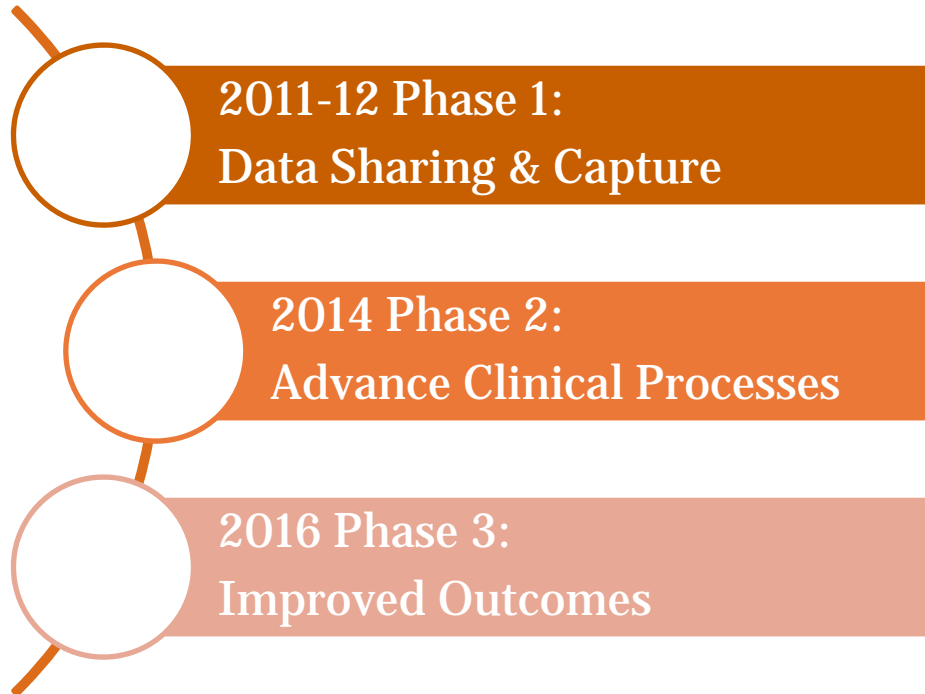 2011-12 Phase 1:
Data Sharing & Capture
2014 Phase 2:
Advance Clinical Processes
2016 Phase 3:
Improved Outcomes